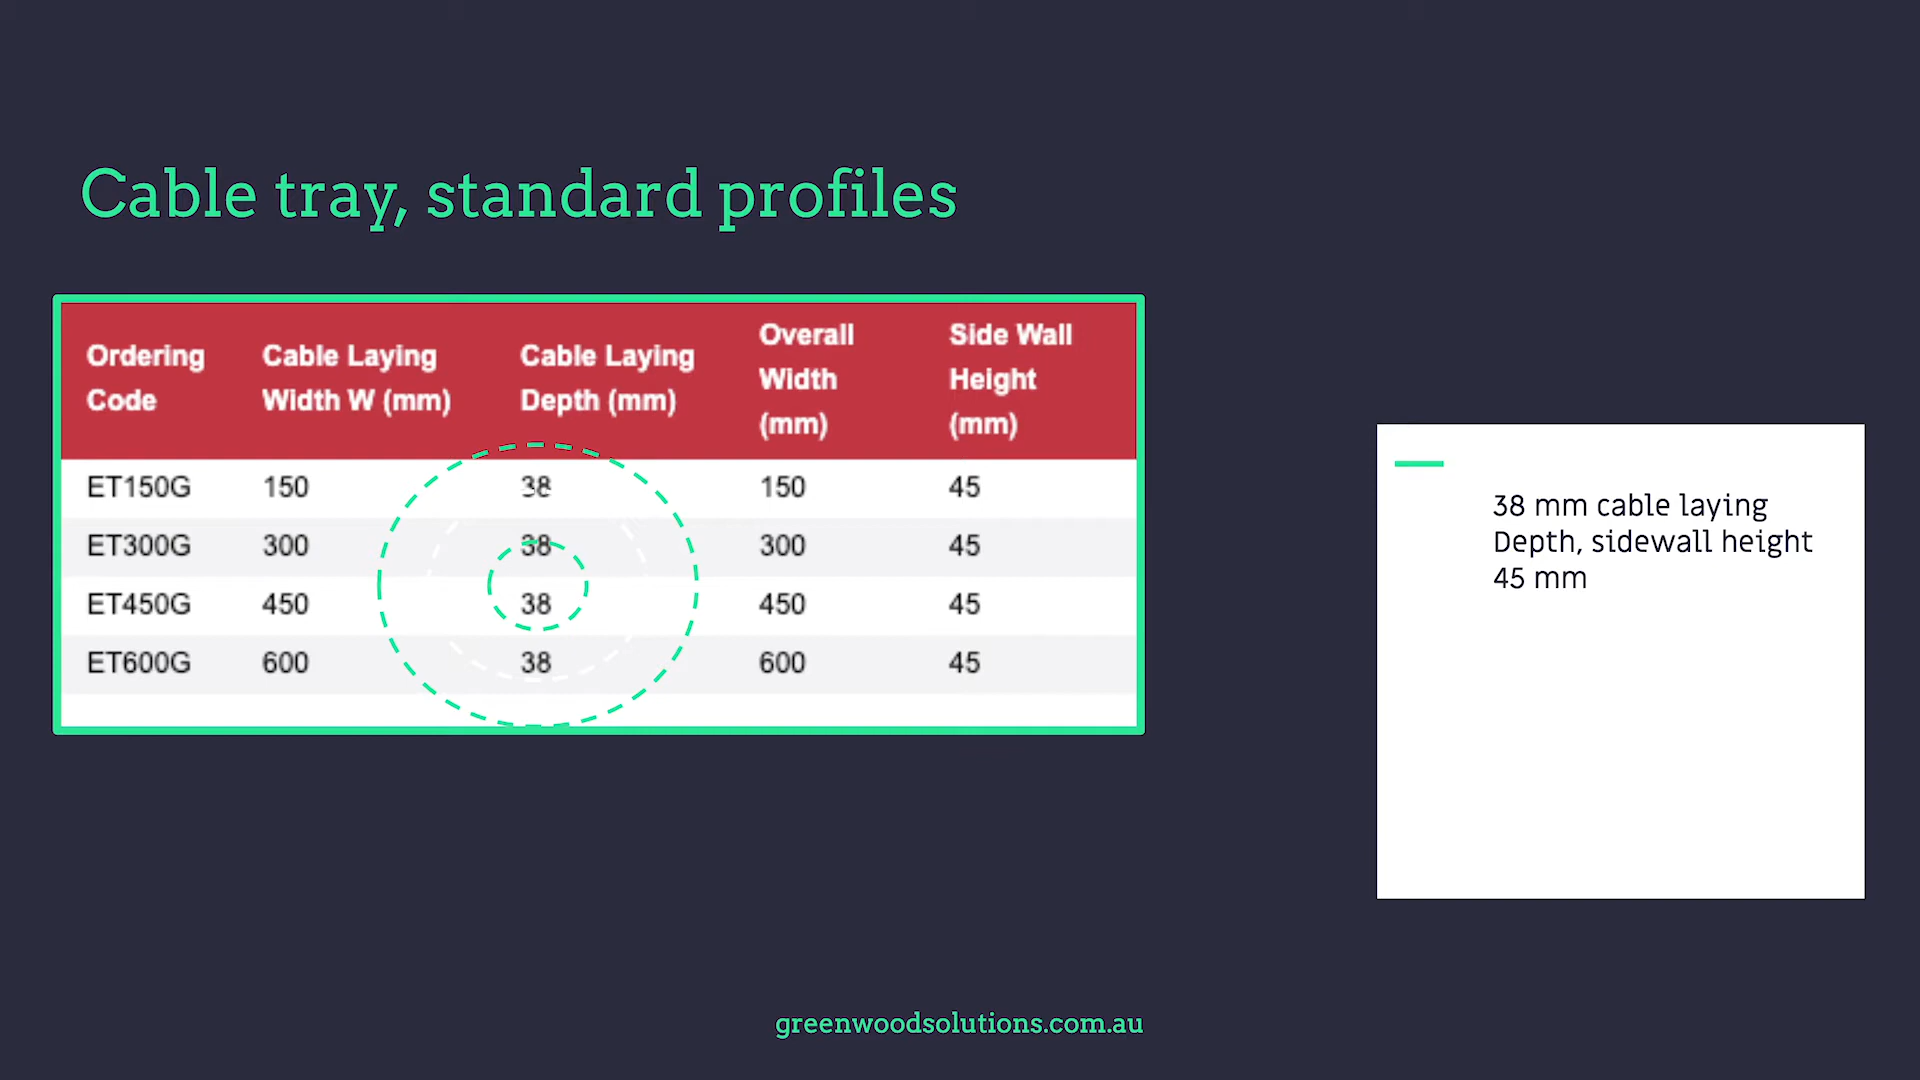 Cable tray, standard profiles
Ordering Code Cable Laying Width W (mm) Cable Laying Depth (mm) Overall Width (mm) Side Wall Height (mm)
ET150G 150 38 150 45
ET300G 300 38 300 45
ET450G 450 38 450 45
ET600G 600 38 600 45
38 mm cable laying
Depth, sidewall height
45 mm
greenwoodsolutions.com.au